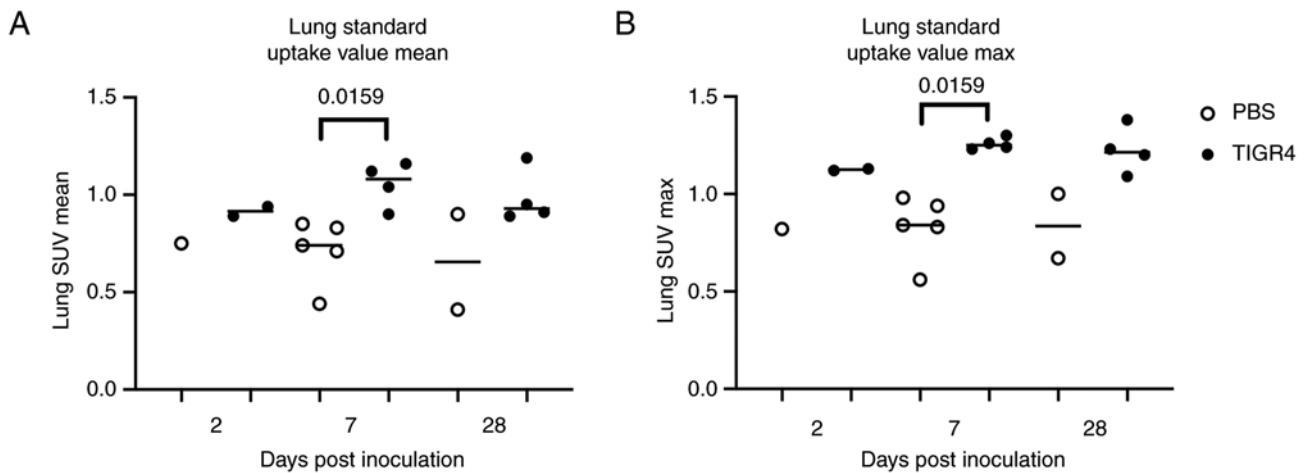 A
Lung standard
uptake value mean
0.0159
1.5
1.0
0.5
0.0
Lung SUV mean
2
7
28
Days post inoculation
B
Lung standard
uptake value max
0.0159
1.5
1.0
0.5
0.0
Lung SUV max
2
7
28
Days post inoculation
PBS
TIGR4